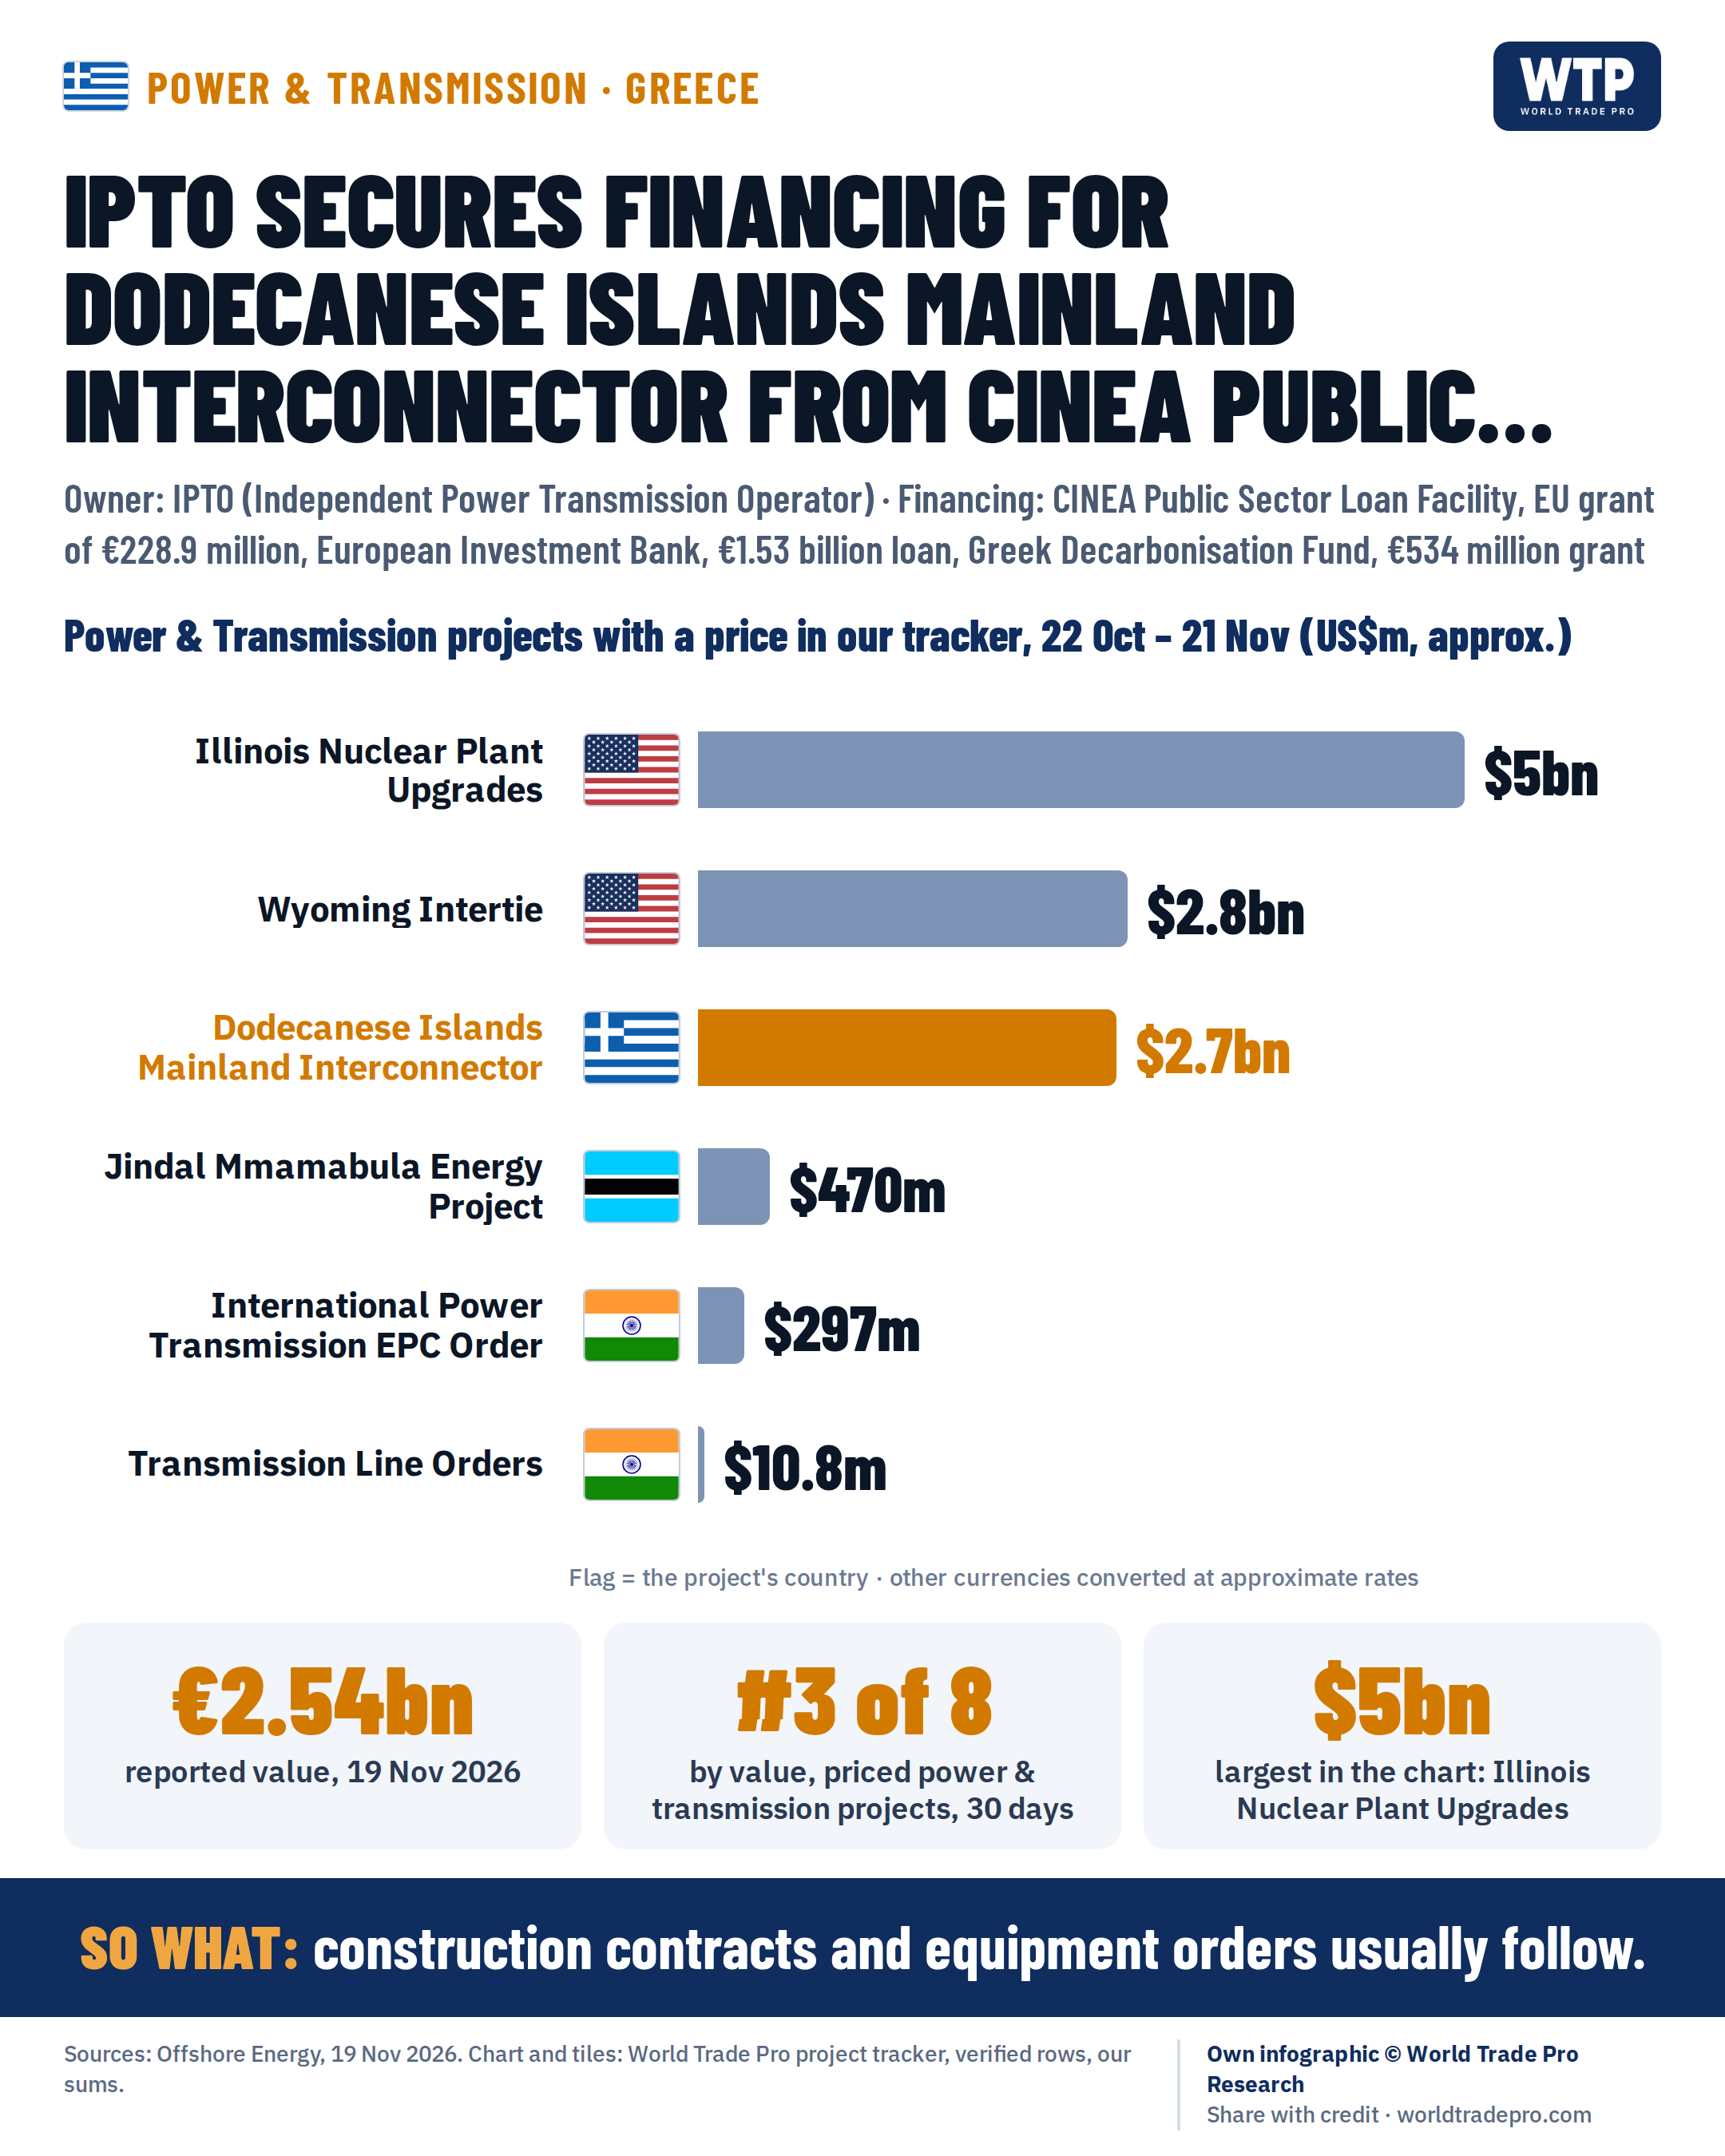 POWER & TRANSMISSION · GREECE
WTP
WORLD TRADE PRO
IPTO SECURES FINANCING FOR
DODECANESE ISLANDS MAINLAND
INTERCONNECTOR FROM CINEA PUBLIC...
Owner: IPTO (Independent Power Transmission Operator) · Financing: CINEA Public Sector Loan Facility, EU grant
of €228.9 million, European Investment Bank, €1.53 billion loan, Greek Decarbonisation Fund, €534 million grant
Power & Transmission projects with a price in our tracker, 22 Oct – 21 Nov (US$m, approx.)
Illinois Nuclear Plant
Upgrades
$5bn
Wyoming Intertie
$2.8bn
Dodecanese Islands
Mainland Interconnector
$2.7bn
Jindal Mmamabula Energy
Project
$470m
International Power
Transmission EPC Order
$297m
Transmission Line Orders
$10.8m
Flag = the project's country · other currencies converted at approximate rates
€2.54bn
reported value, 19 Nov 2026
#3 of 8
by value, priced power &
transmission projects, 30 days
$5bn
largest in the chart: Illinois
Nuclear Plant Upgrades
SO WHAT: construction contracts and equipment orders usually follow.
Sources: Offshore Energy, 19 Nov 2026. Chart and tiles: World Trade Pro project tracker, verified rows, our
sums.
Own infographic © World Trade Pro
Research
Share with credit · worldtradepro.com